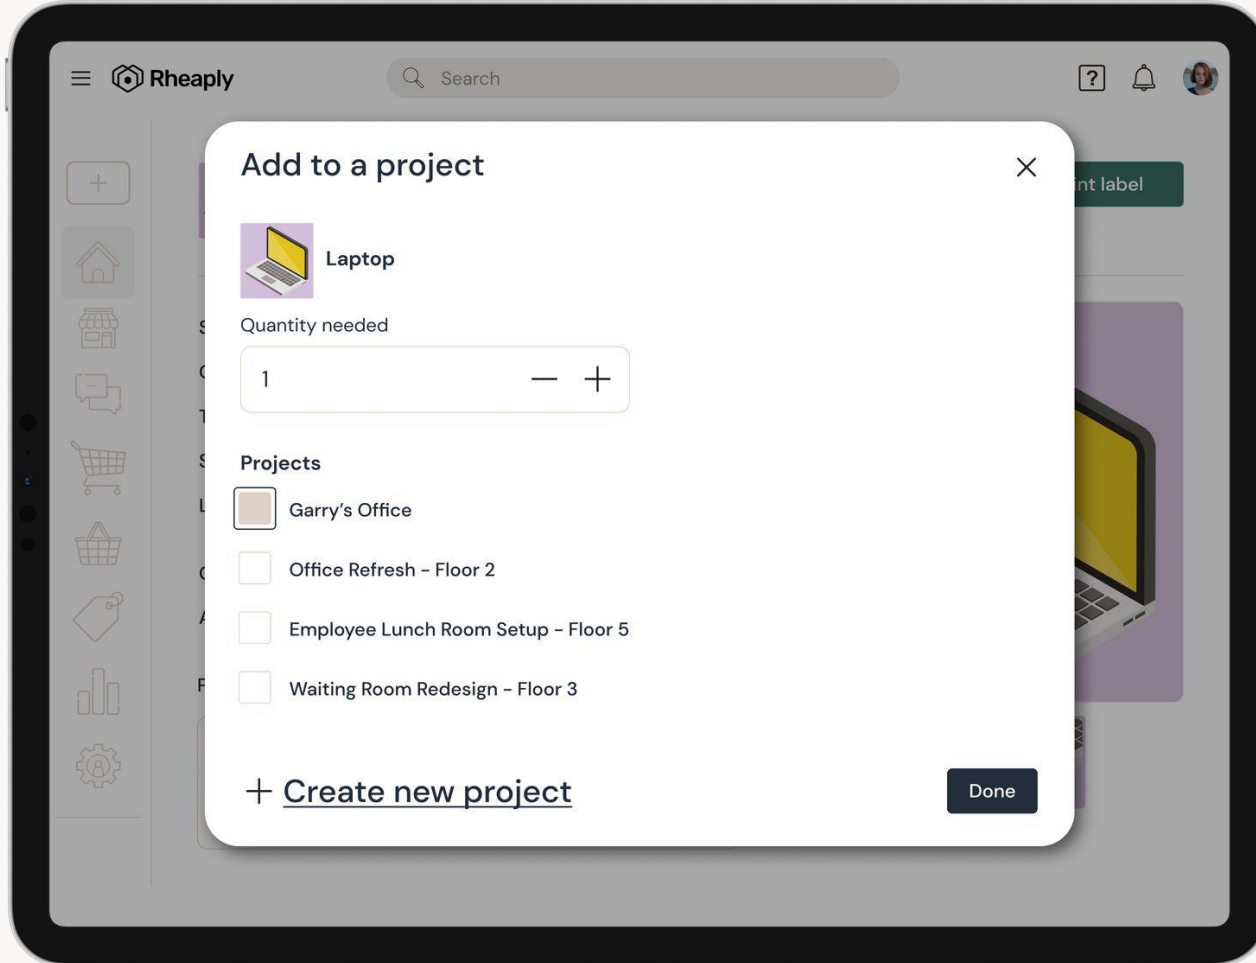 Rheaply
Search
?
int label
Add to a project
Laptop
Quantity needed
1
Projects
Garry’s Office
Office Refresh - Floor 2
Employee Lunch Room Setup - Floor 5
Waiting Room Redesign - Floor 3
+ Create new project
Done